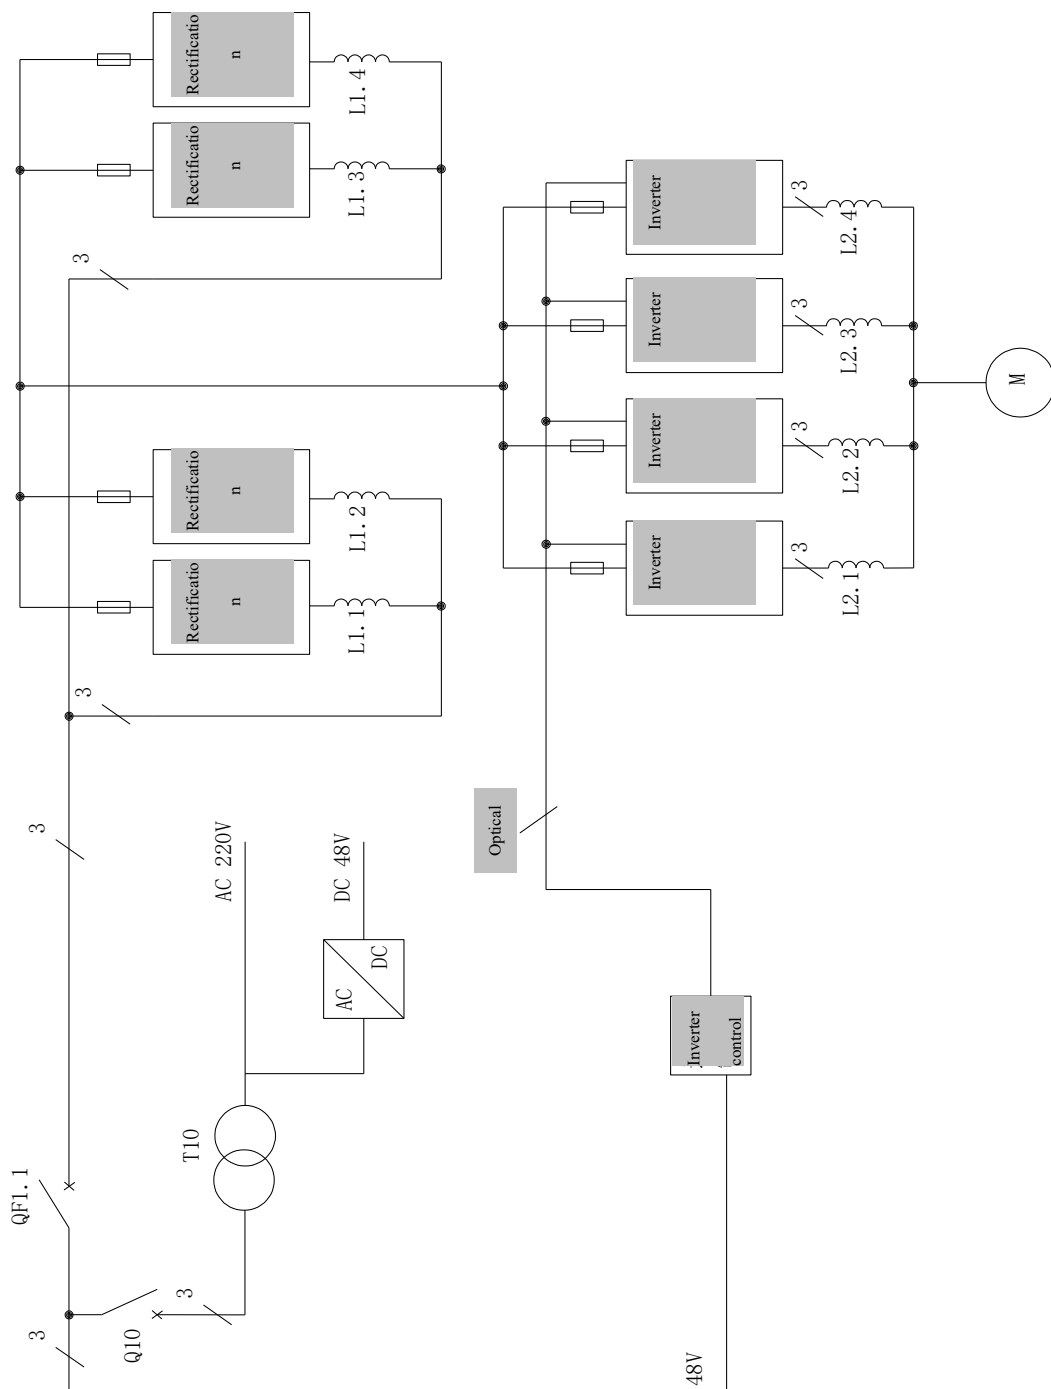 Rectificatio
n
L1.4
Rectificatio
n
L1.3
3
Rectificatio
n
L1.2
Rectificatio
n
L1.1
3
3
Inverter
3
L2.4
Inverter
3
L2.3
Inverter
3
L2.2
Inverter
3
L2.1
M
Optical
AC 220V
DC 48V
AC
DC
T10
QF1.1
3
Q10
3
Inverter
control
48V